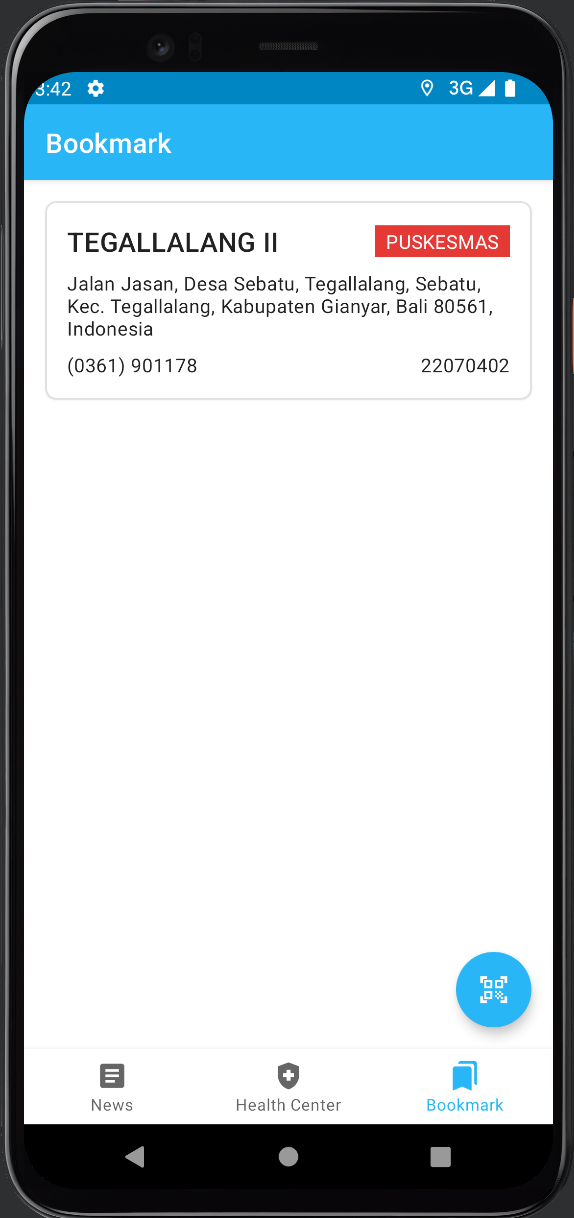 3:42
3G
Bookmark
TEGALLALANG II
PUSKESMAS
Jalan Jasan, Desa Sebatu, Tegallalang, Sebatu,
Kec. Tegallalang, Kabupaten Gianyar, Bali 80561,
Indonesia
(0361) 901178
22070402
News
Health Center
Bookmark